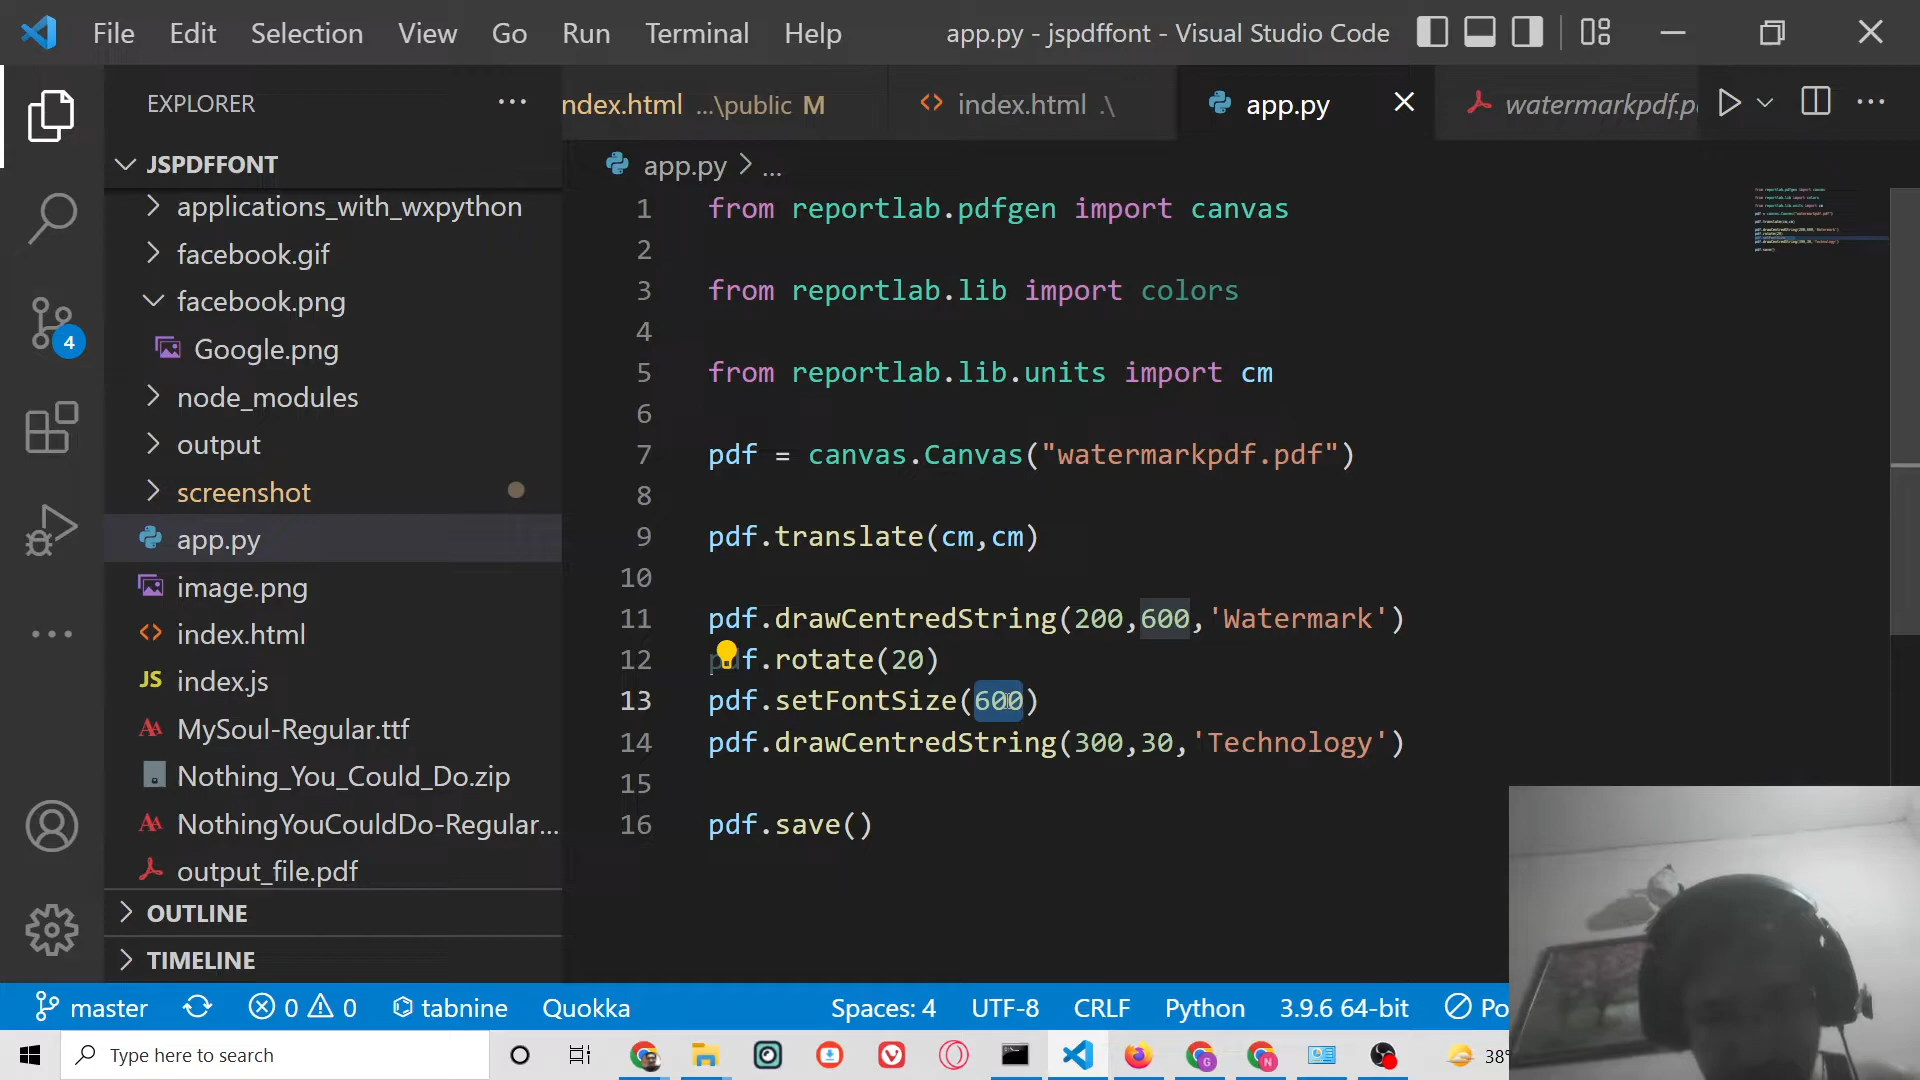 File Edit Selection View Go Run Terminal Help
app.py - jspdffont - Visual Studio Code
EXPLORER
ndex.html ...\public M
index.html .\
app.py
watermarkpdf.p
JSPDFFONT
app.py > ...
applications_with_wxpython
facebook.gif
facebook.png
Google.png
node_modules
output
screenshot
app.py
image.png
index.html
JS index.js
MySoul-Regular.ttf
Nothing_You_Could_Do.zip
NothingYouCouldDo-Regular...
output_file.pdf
OUTLINE
TIMELINE
4
1 from reportlab.pdfgen import canvas
2
3 from reportlab.lib import colors
4
5 from reportlab.lib.units import cm
6
7 pdf = canvas.Canvas("watermarkpdf.pdf")
8
9 pdf.translate(cm,cm)
10
11 pdf.drawCentredString(200,600,'Watermark')
12 pdf.rotate(20)
13 pdf.setFontSize(600)
14 pdf.drawCentredString(300,30,'Technology')
15
16 pdf.save()
master 0 0 tabnine Quokka Spaces: 4 UTF-8 CRLF Python 3.9.6 64-bit Po
Type here to search
38°